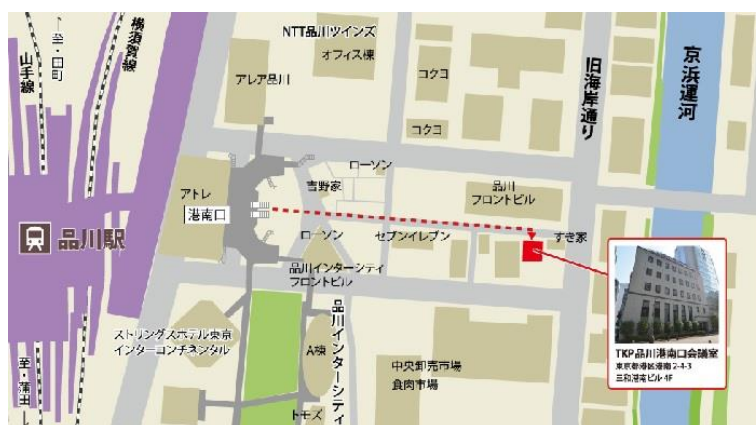 至・田町
山手線
横須賀線
NTT品川ツインズ
オフィス棟
アレア品川
コクヨ
コクヨ
旧海岸通り
京浜運河
ローソン
吉野家
アトレ
港南口
品川
フロントビル
品川駅
ローソン
セブンイレブン
すき家
品川インターシティ
フロントビル
ストリングスホテル東京
インターコンチネンタル
品川インターシティ
A棟
中央卸売市場
食肉市場
至・蒲田
トモズ
TKP品川港南口会議室
東京都港区港南2-4-3
三和港南ビル4F